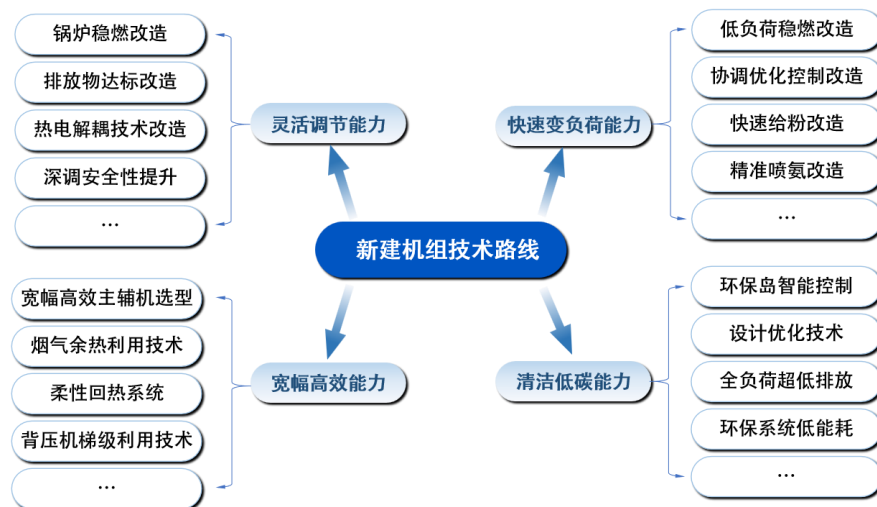 锅炉稳燃改造
排放物达标改造
热电解耦技术改造
深调安全性提升
…
灵活调节能力
快速变负荷能力
低负荷稳燃改造
协调优化控制改造
快速给粉改造
精准喷氨改造
…
新建机组技术路线
宽幅高效主辅机选型
烟气余热利用技术
柔性回热系统
背压机梯级利用技术
…
宽幅高效能力
清洁低碳能力
环保岛智能控制
设计优化技术
全负荷超低排放
环保系统低能耗
…